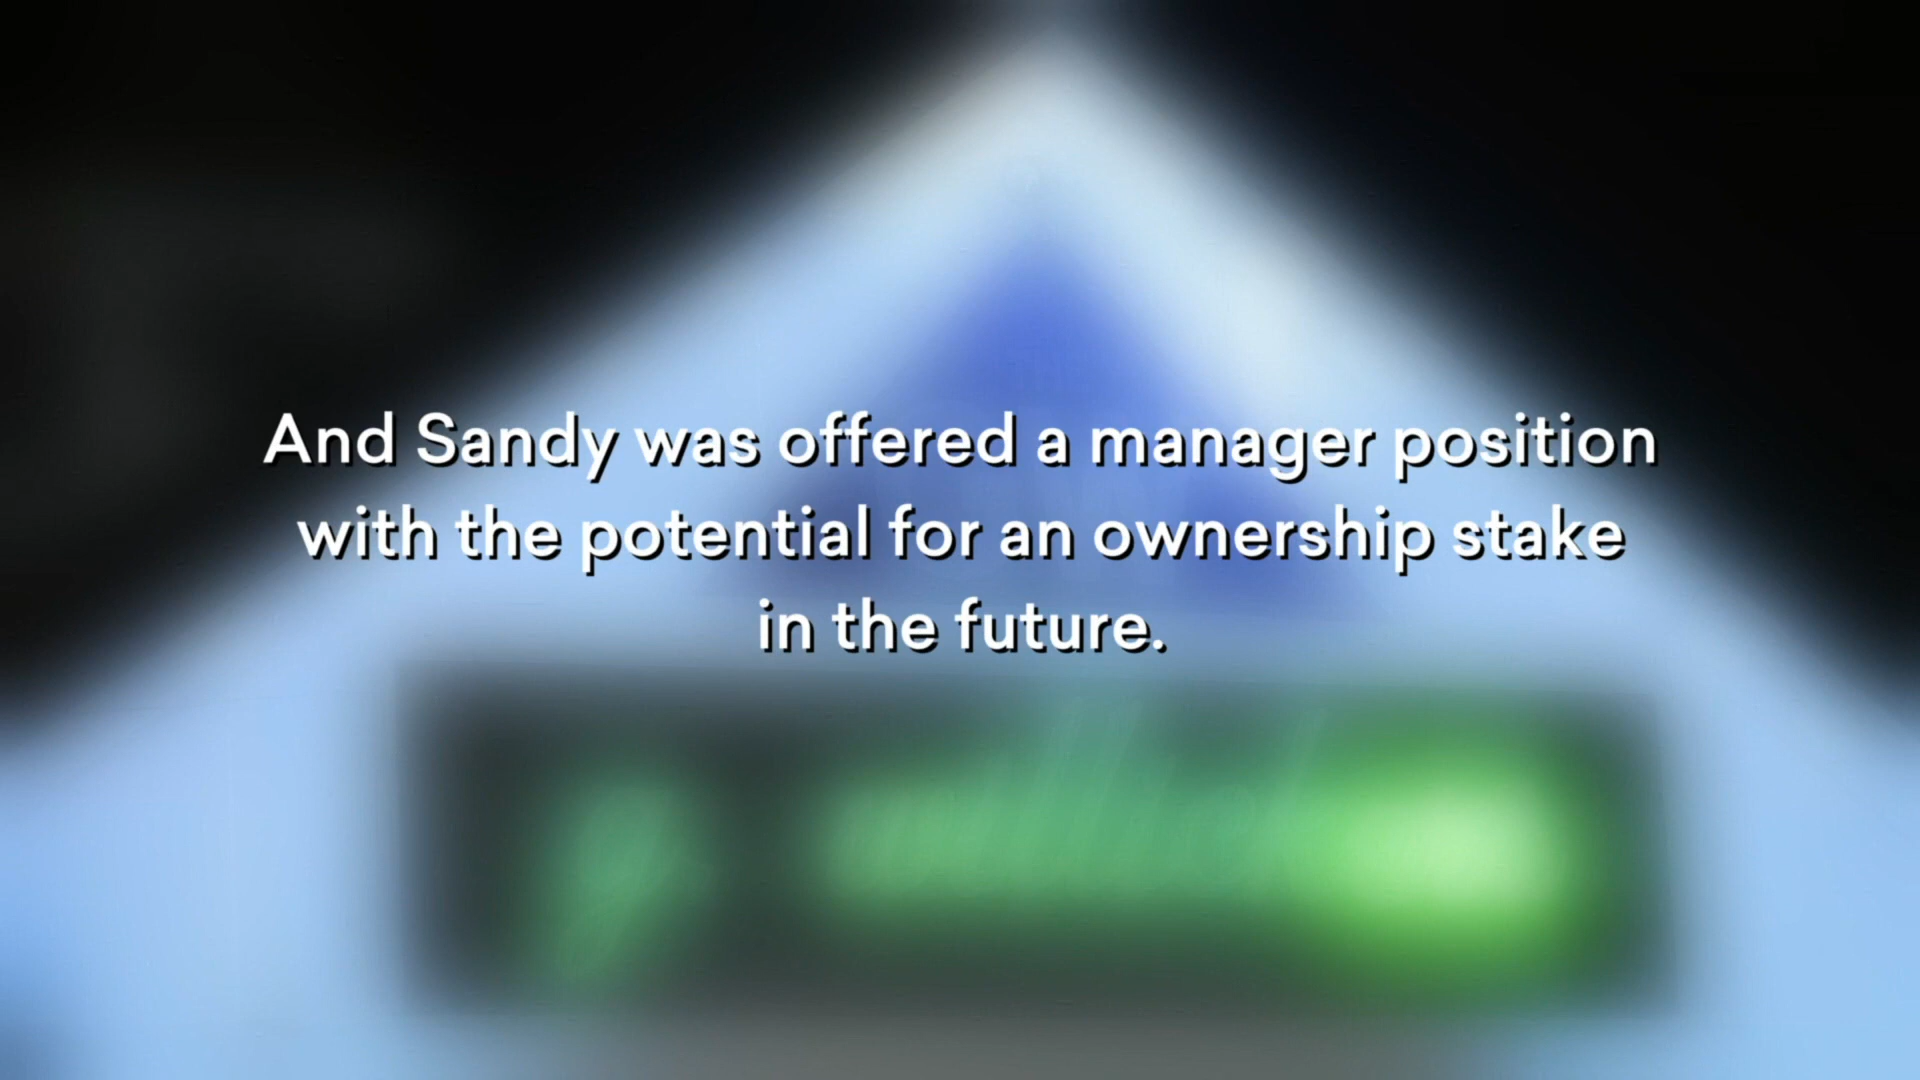 And Sandy was offered a manager position
with the potential for an ownership stake
in the future.